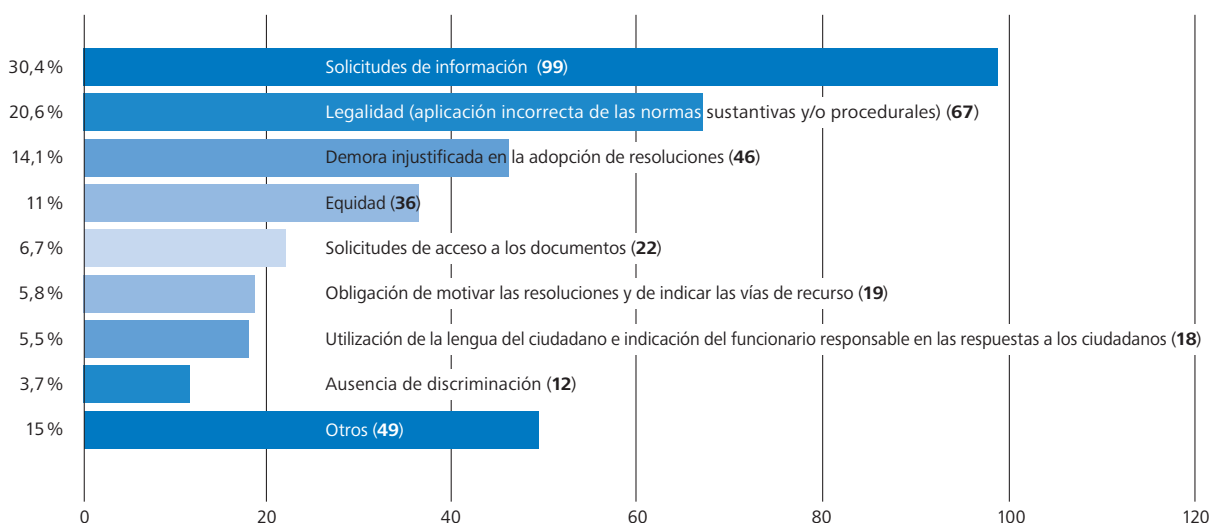 30,4 % Solicitudes de información (99)
20,6 % Legalidad (aplicación incorrecta de las normas sustantivas y/o procedurales) (67)
14,1 % Demora injustificada en la adopción de resoluciones (46)
11 % Equidad (36)
6,7 % Solicitudes de acceso a los documentos (22)
5,8 % Obligación de motivar las resoluciones y de indicar las vías de recurso (19)
5,5 % Utilización de la lengua del ciudadano e indicación del funcionario responsable en las respuestas a los ciudadanos (18)
3,7 % Ausencia de discriminación (12)
15 % Otros (49)
0 20 40 60 80 100 120